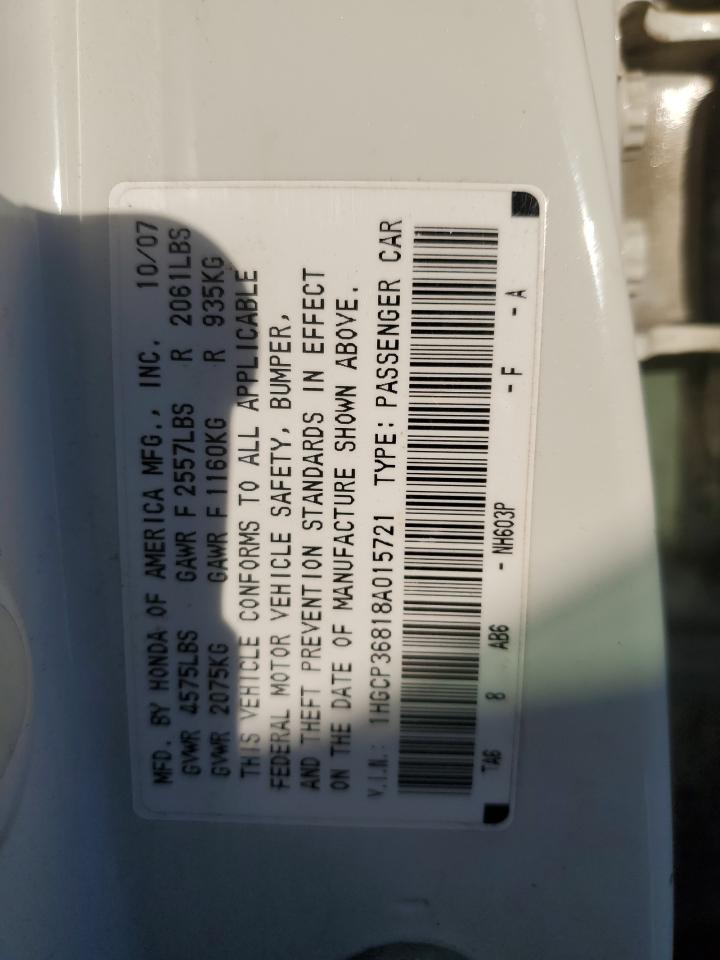 MFD. BY HONDA OF AMERICA MFG., INC. 10/07
GVWR 4575LBS GAWR F 2557LBS R 2061LBS
GVWR 2075KG GAWR F 1160KG R 935KG
THIS VEHICLE CONFORMS TO ALL APPLICABLE
FEDERAL MOTOR VEHICLE SAFETY, BUMPER,
AND THEFT PREVENTION STANDARDS IN EFFECT
ON THE DATE OF MANUFACTURE SHOWN ABOVE.
V.I.N.: 1HGCP36818A015721 TYPE: PASSENGER CAR
TA6 8 AB6 - NH603P - F - A